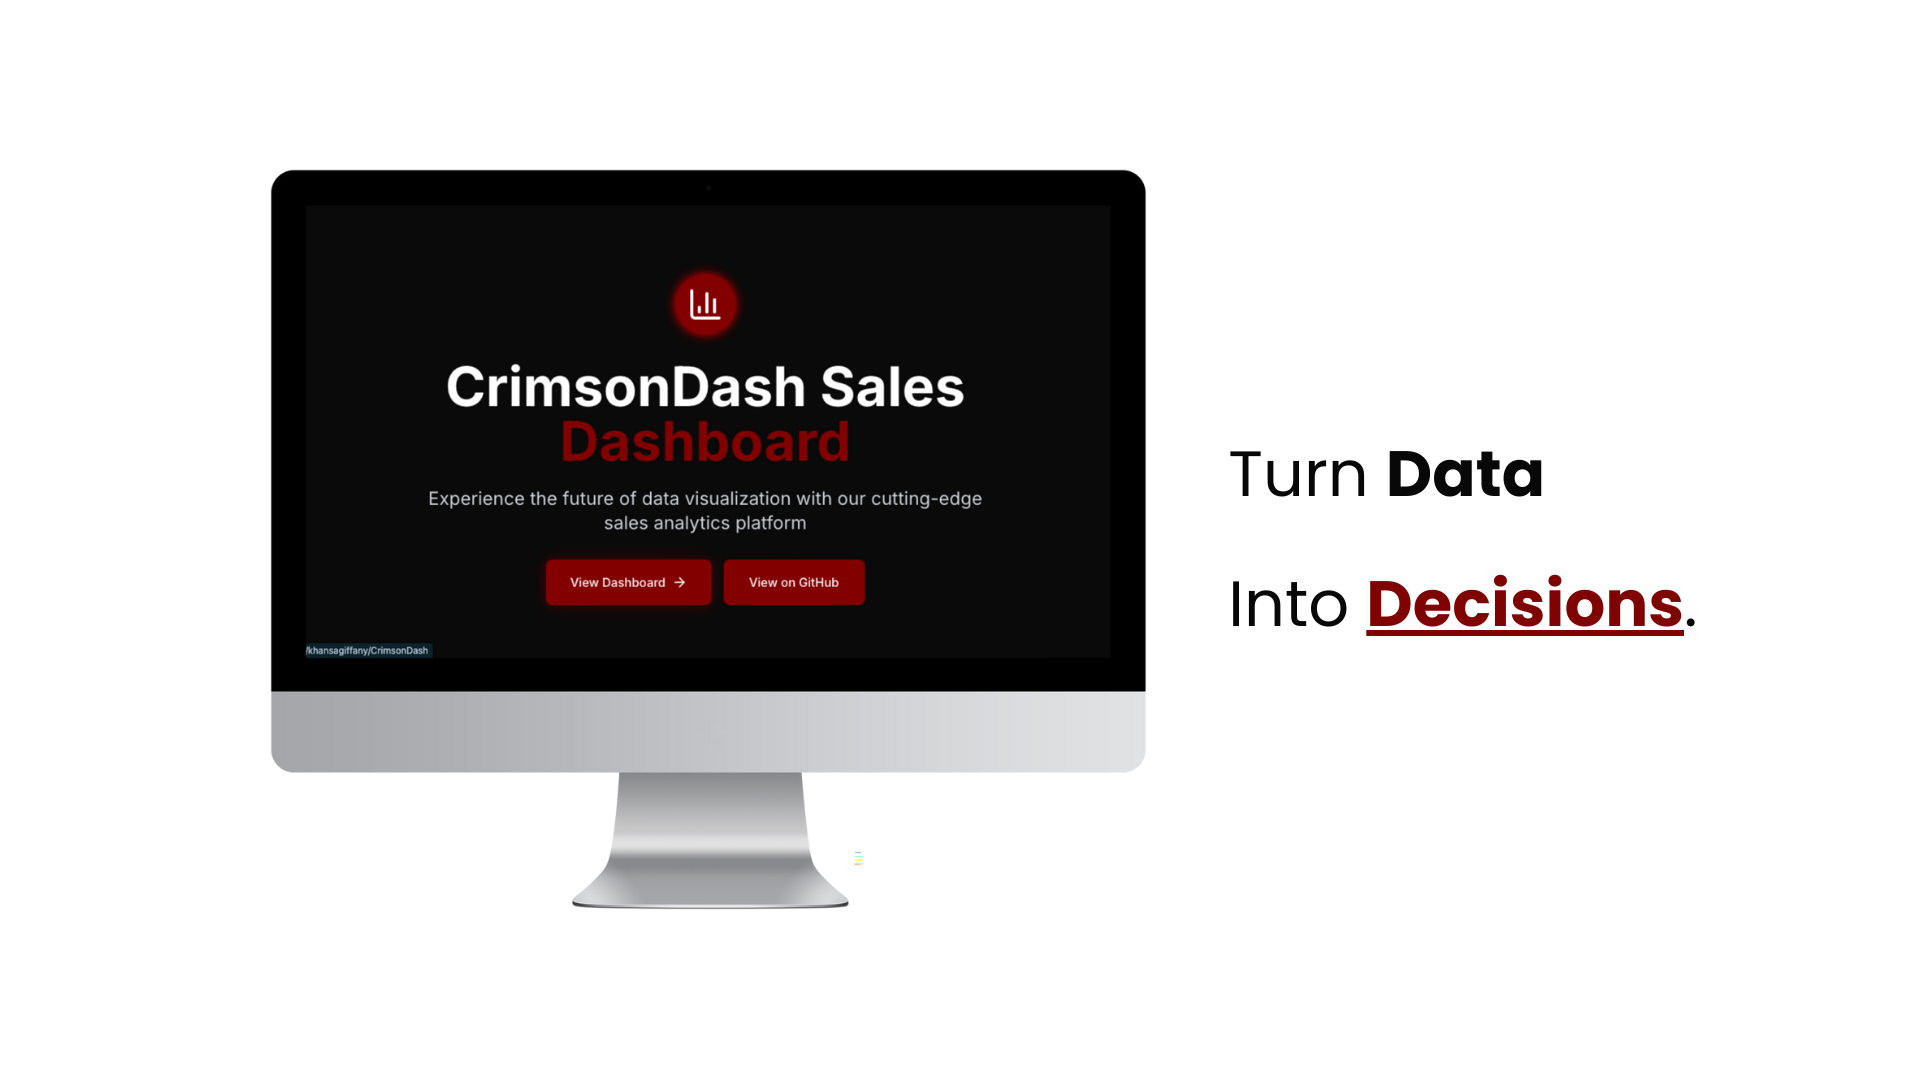 CrimsonDash Sales
Dashboard
Experience the future of data visualization with our cutting-edge
sales analytics platform
View Dashboard →
View on GitHub
/khansagiffany/CrimsonDash
Turn Data
Into Decisions.